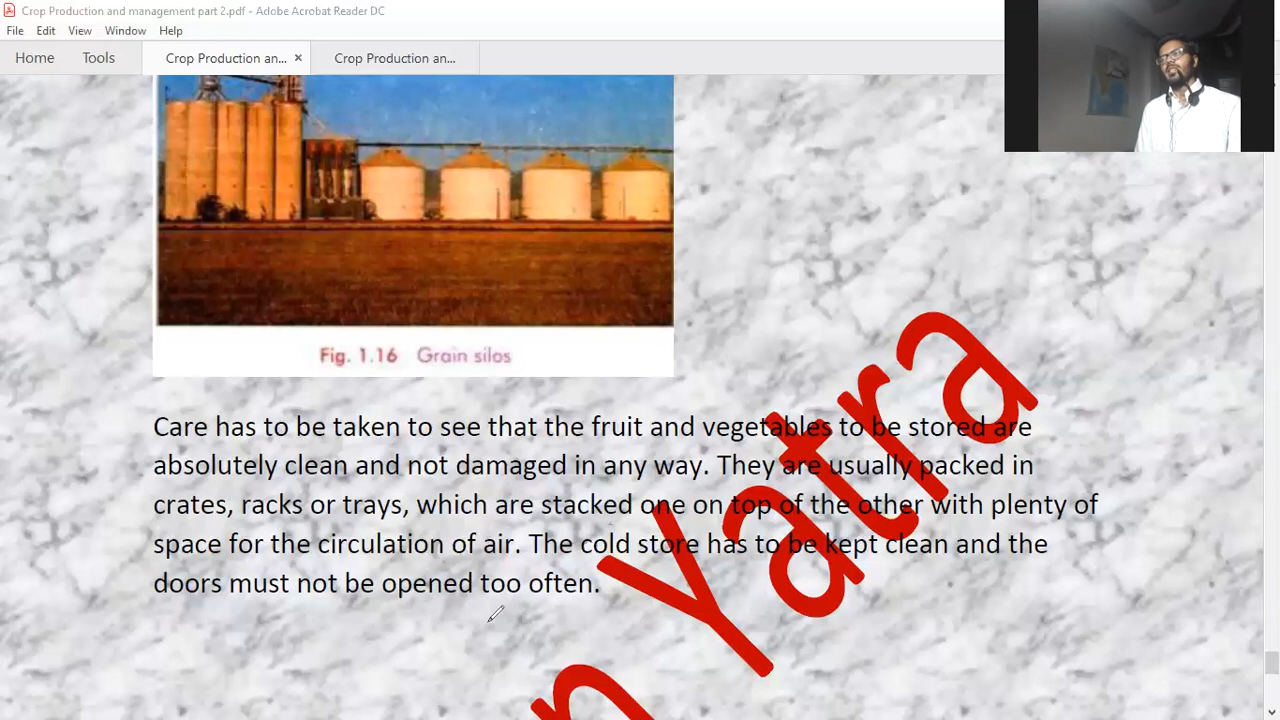 Crop Production and management part 2.pdf - Adobe Acrobat Reader DC
File Edit View Window Help
Home Tools Crop Production an... × Crop Production an...
Fig. 1.16 Grain silos
Care has to be taken to see that the fruit and vegetables to be stored are
absolutely clean and not damaged in any way. They are usually packed in
crates, racks or trays, which are stacked one on top of the other with plenty of
space for the circulation of air. The cold store has to be kept clean and the
doors must not be opened too often.
n Yatra